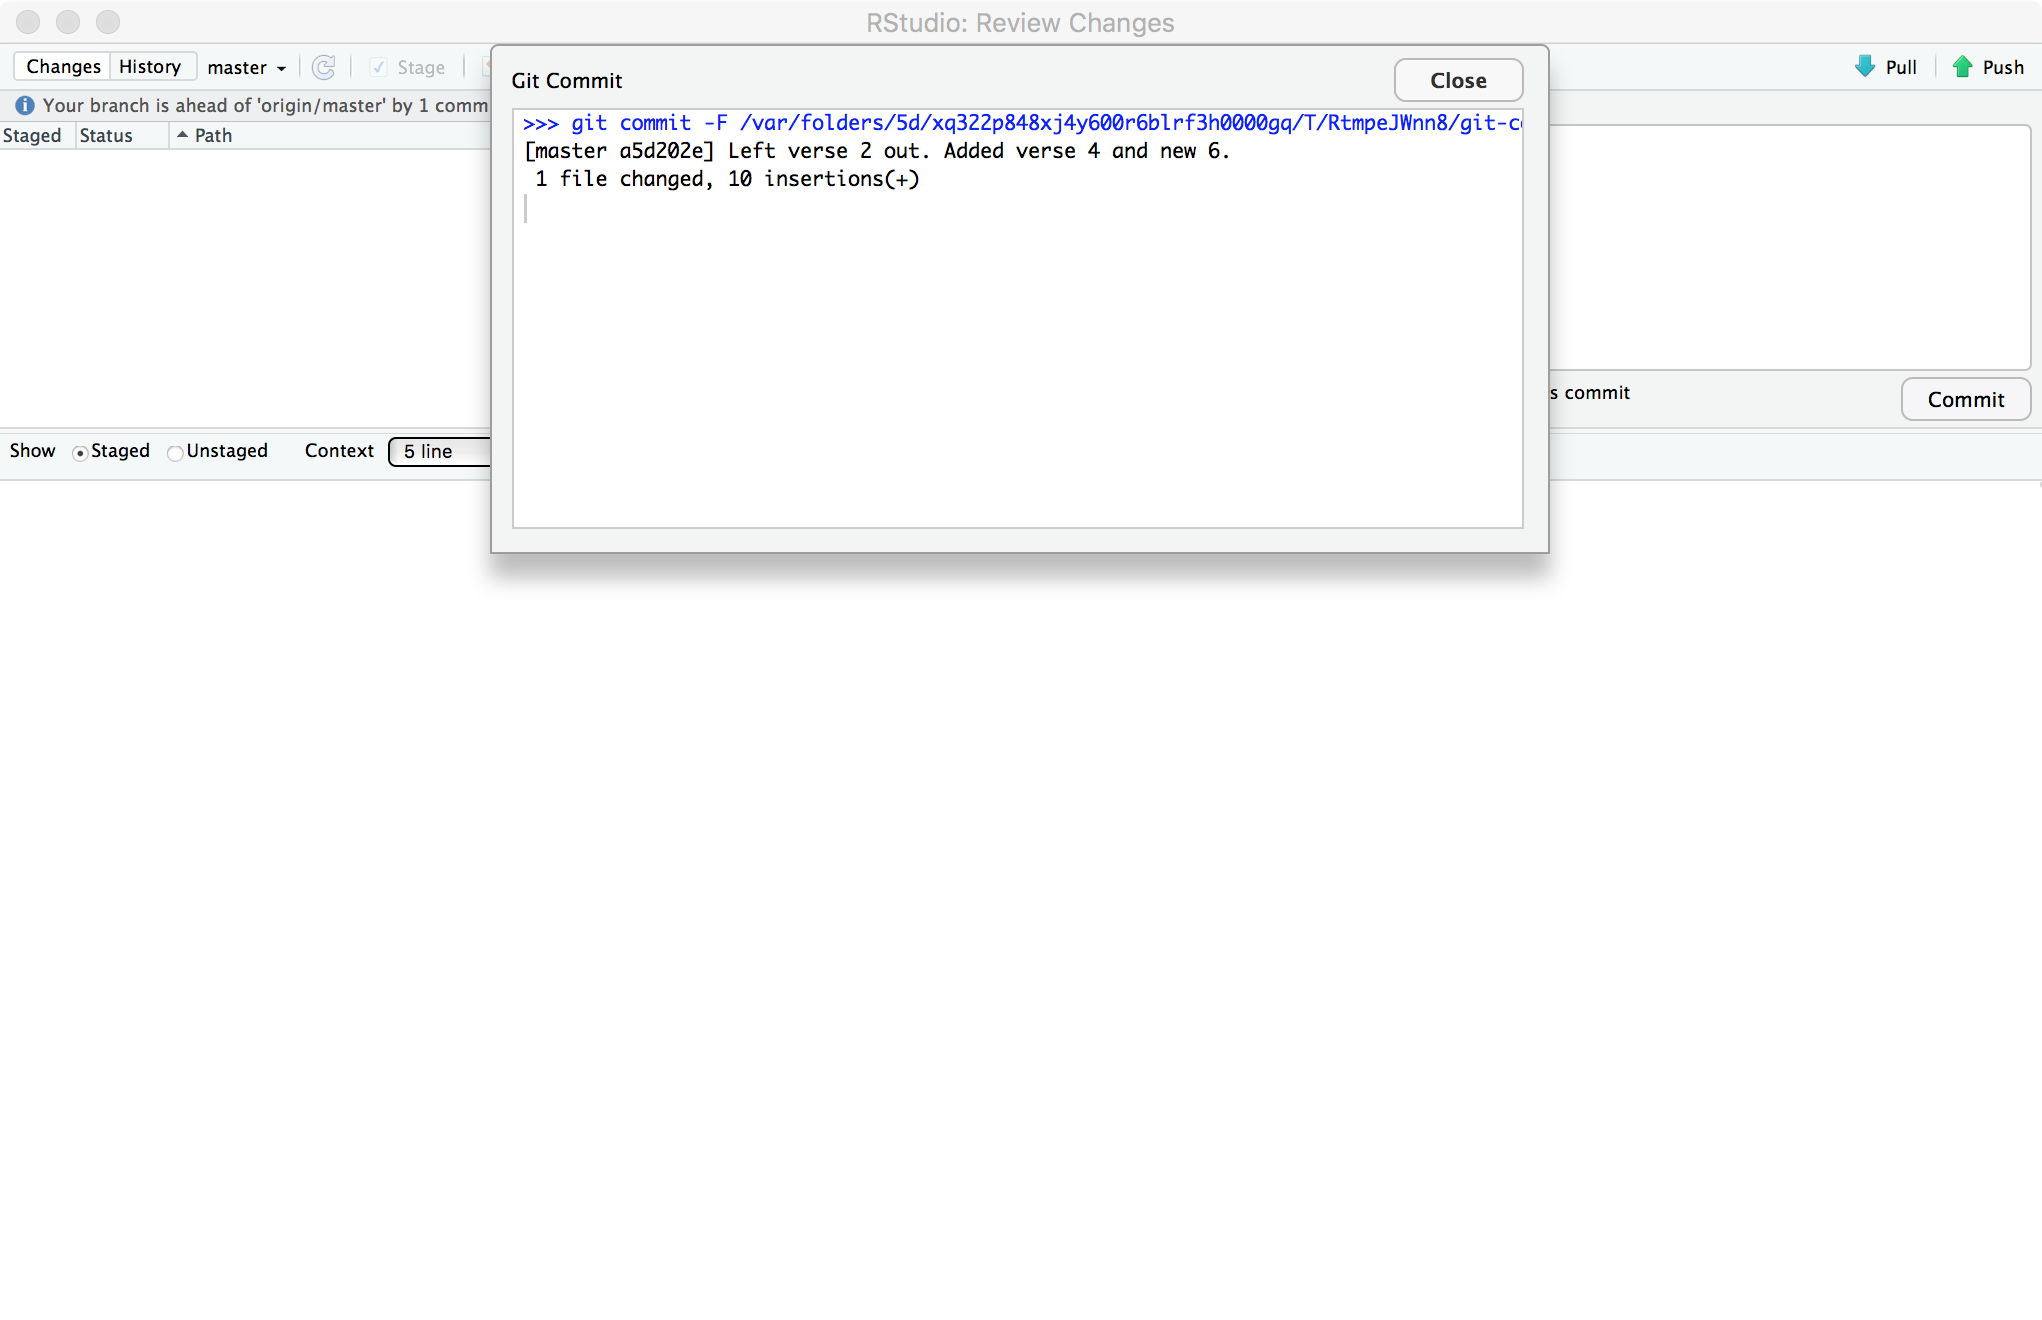 RStudio: Review Changes
Changes History master Stage Pull Push
Git Commit Close
Your branch is ahead of 'origin/master' by 1 comm
Staged Status Path
>>> git commit -F /var/folders/5d/xq322p848xj4y600r6blrf3h0000gq/T/RtmpeJWnn8/git-c
[master a5d202e] Left verse 2 out. Added verse 4 and new 6.
1 file changed, 10 insertions(+)
s commit
Commit
Show Staged Unstaged Context 5 line